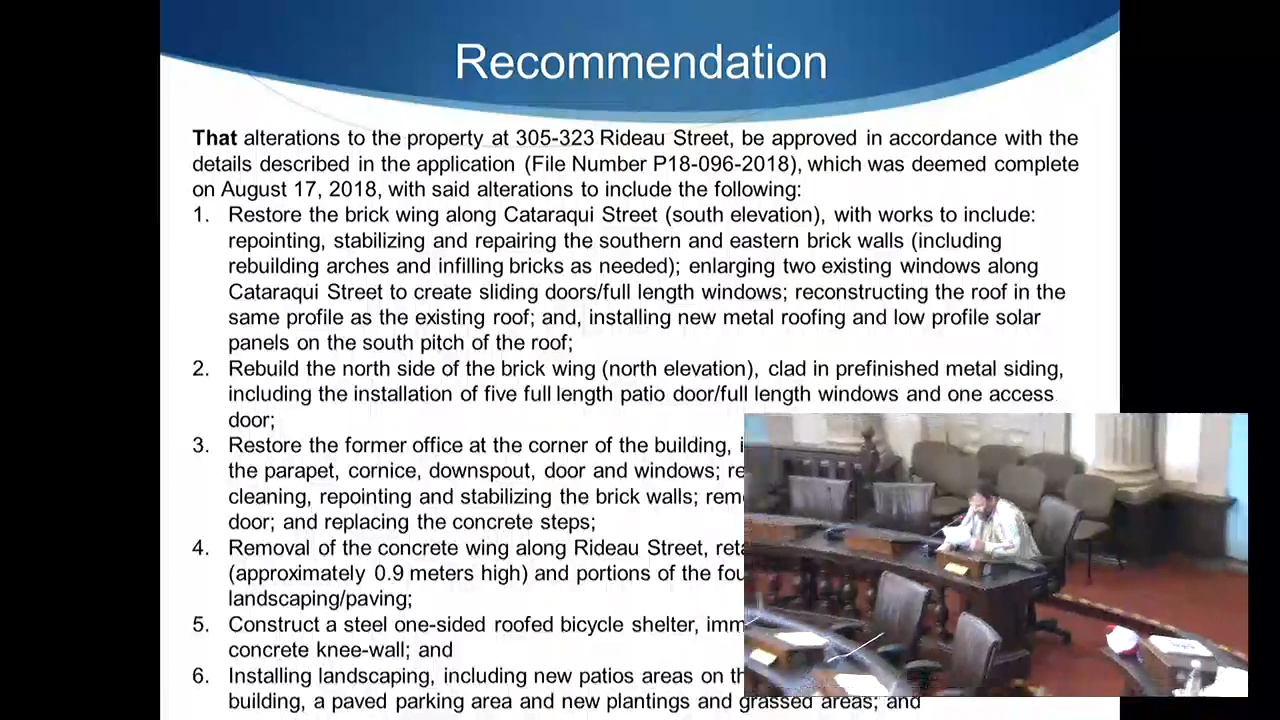 Recommendation
That alterations to the property at 305-323 Rideau Street, be approved in accordance with the
details described in the application (File Number P18-096-2018), which was deemed complete
on August 17, 2018, with said alterations to include the following:
1. Restore the brick wing along Cataraqui Street (south elevation), with works to include:
repointing, stabilizing and repairing the southern and eastern brick walls (including
rebuilding arches and infilling bricks as needed); enlarging two existing windows along
Cataraqui Street to create sliding doors/full length windows; reconstructing the roof in the
same profile as the existing roof; and, installing new metal roofing and low profile solar
panels on the south pitch of the roof;
2. Rebuild the north side of the brick wing (north elevation), clad in prefinished metal siding,
including the installation of five full length patio door/full length windows and one access
door;
3. Restore the former office at the corner of the building,
the parapet, cornice, downspout, door and windows;
cleaning, repointing and stabilizing the brick walls;
door; and replacing the concrete steps;
4. Removal of the concrete wing along Rideau Street,
(approximately 0.9 meters high) and portions of the
landscaping/paving;
5. Construct a steel one-sided roofed bicycle shelter,
concrete knee-wall; and
6. Installing landscaping, including new patios areas on
building, a paved parking area and new plantings and grassed areas; and